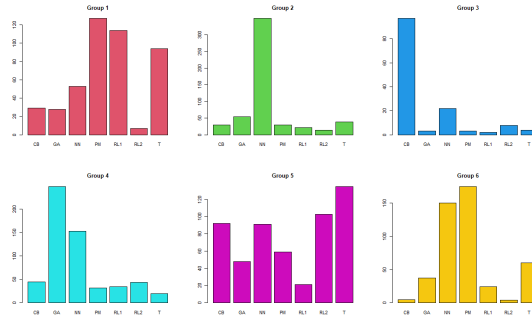 Group 1
120
100
80
60
40
20
0
CB GA NN PM RL1 RL2 T
Group 2
300
250
200
150
100
50
0
CB GA NN PM RL1 RL2 T
Group 3
80
60
40
20
0
CB GA NN PM RL1 RL2 T
Group 4
200
150
100
50
0
CB GA NN PM RL1 RL2 T
Group 5
120
100
80
60
40
20
0
CB GA NN PM RL1 RL2 T
Group 6
150
100
50
0
CB GA NN PM RL1 RL2 T